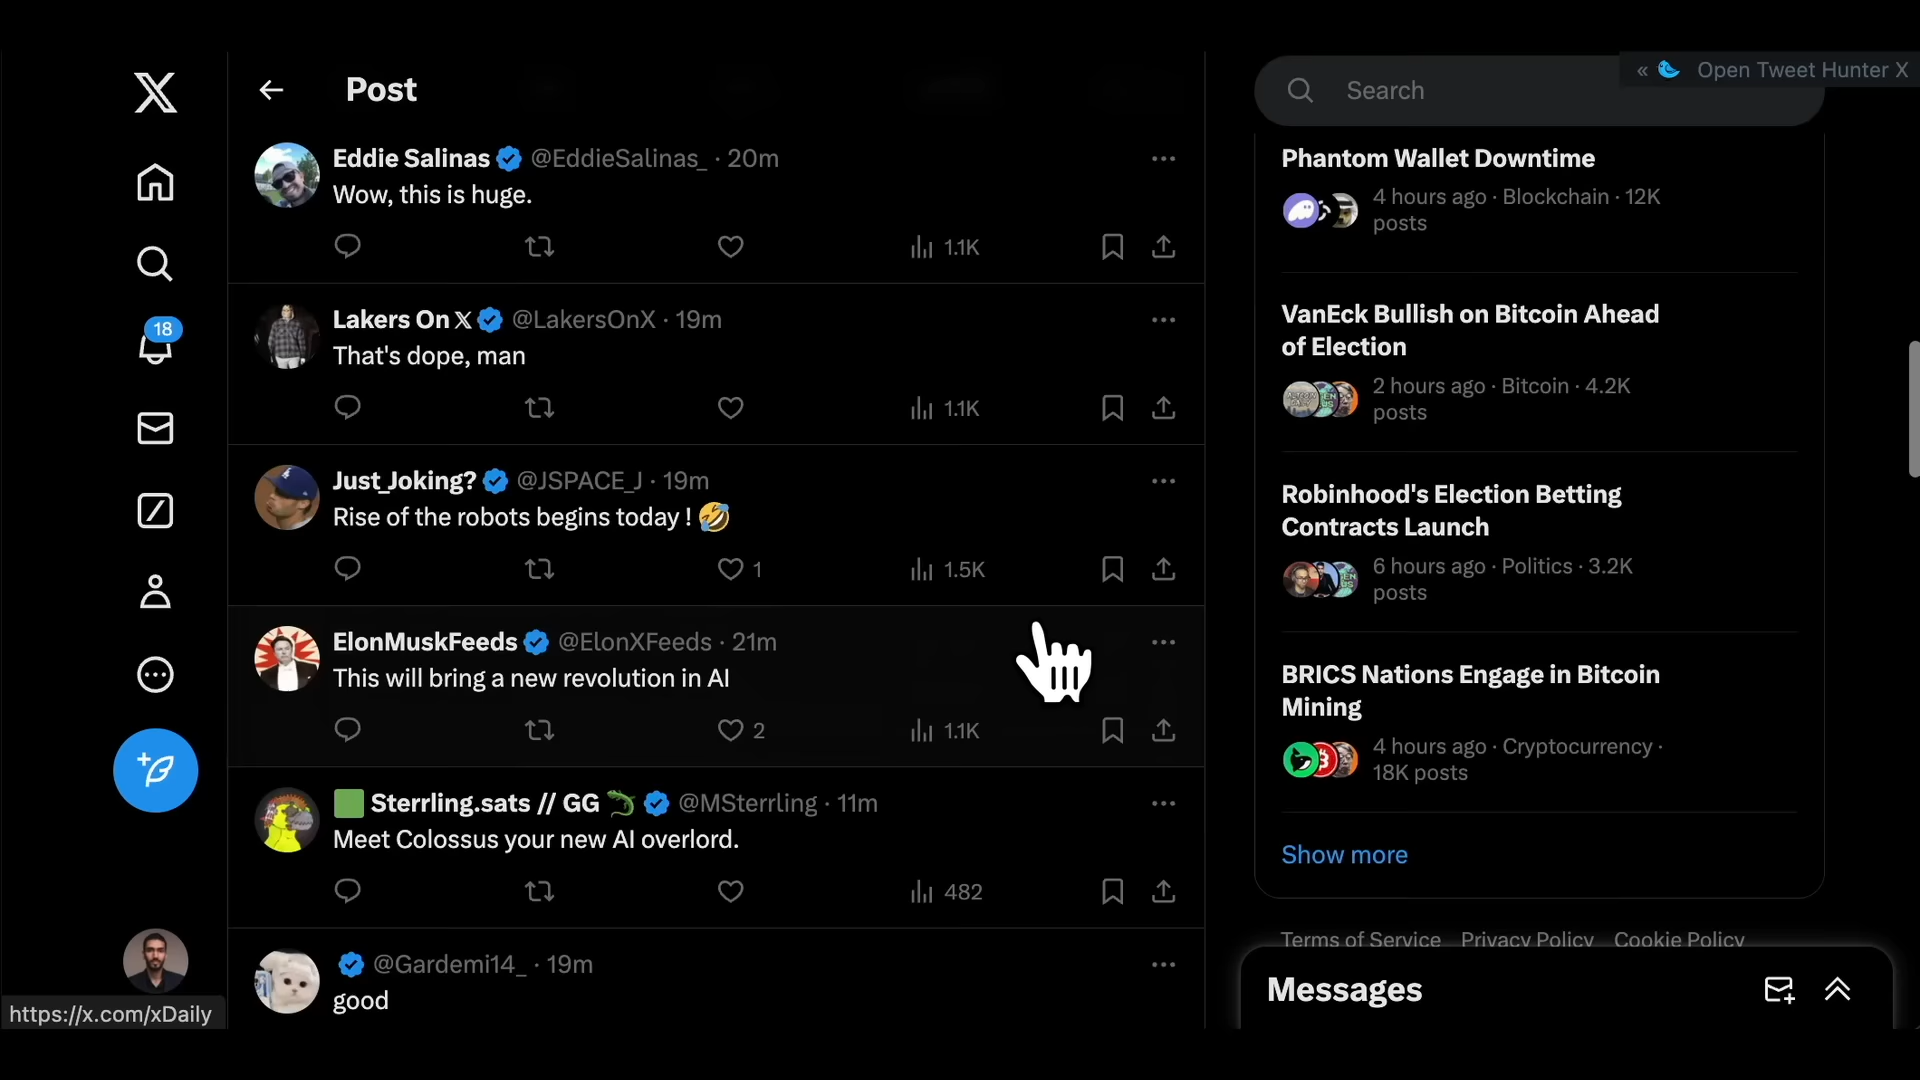 Post
Search
« Open Tweet Hunter X
Eddie Salinas @EddieSalinas_ · 20m
Wow, this is huge.
1.1K
Lakers On 𝕏 @LakersOnX · 19m
That's dope, man
1.1K
Just_Joking? @JSPACE_J · 19m
Rise of the robots begins today ! 🤣
1 1.5K
ElonMuskFeeds @ElonXFeeds · 21m
This will bring a new revolution in AI
2 1.1K
🟩 Sterrling.sats // GG 🦎 @MSterrling · 11m
Meet Colossus your new AI overlord.
482
@Gardemi14_ · 19m
good
18
https://x.com/xDaily
Phantom Wallet Downtime
4 hours ago · Blockchain · 12K
posts
VanEck Bullish on Bitcoin Ahead
of Election
2 hours ago · Bitcoin · 4.2K
posts
Robinhood's Election Betting
Contracts Launch
6 hours ago · Politics · 3.2K
posts
BRICS Nations Engage in Bitcoin
Mining
4 hours ago · Cryptocurrency ·
18K posts
Show more
Terms of Service Privacy Policy Cookie Policy
Messages